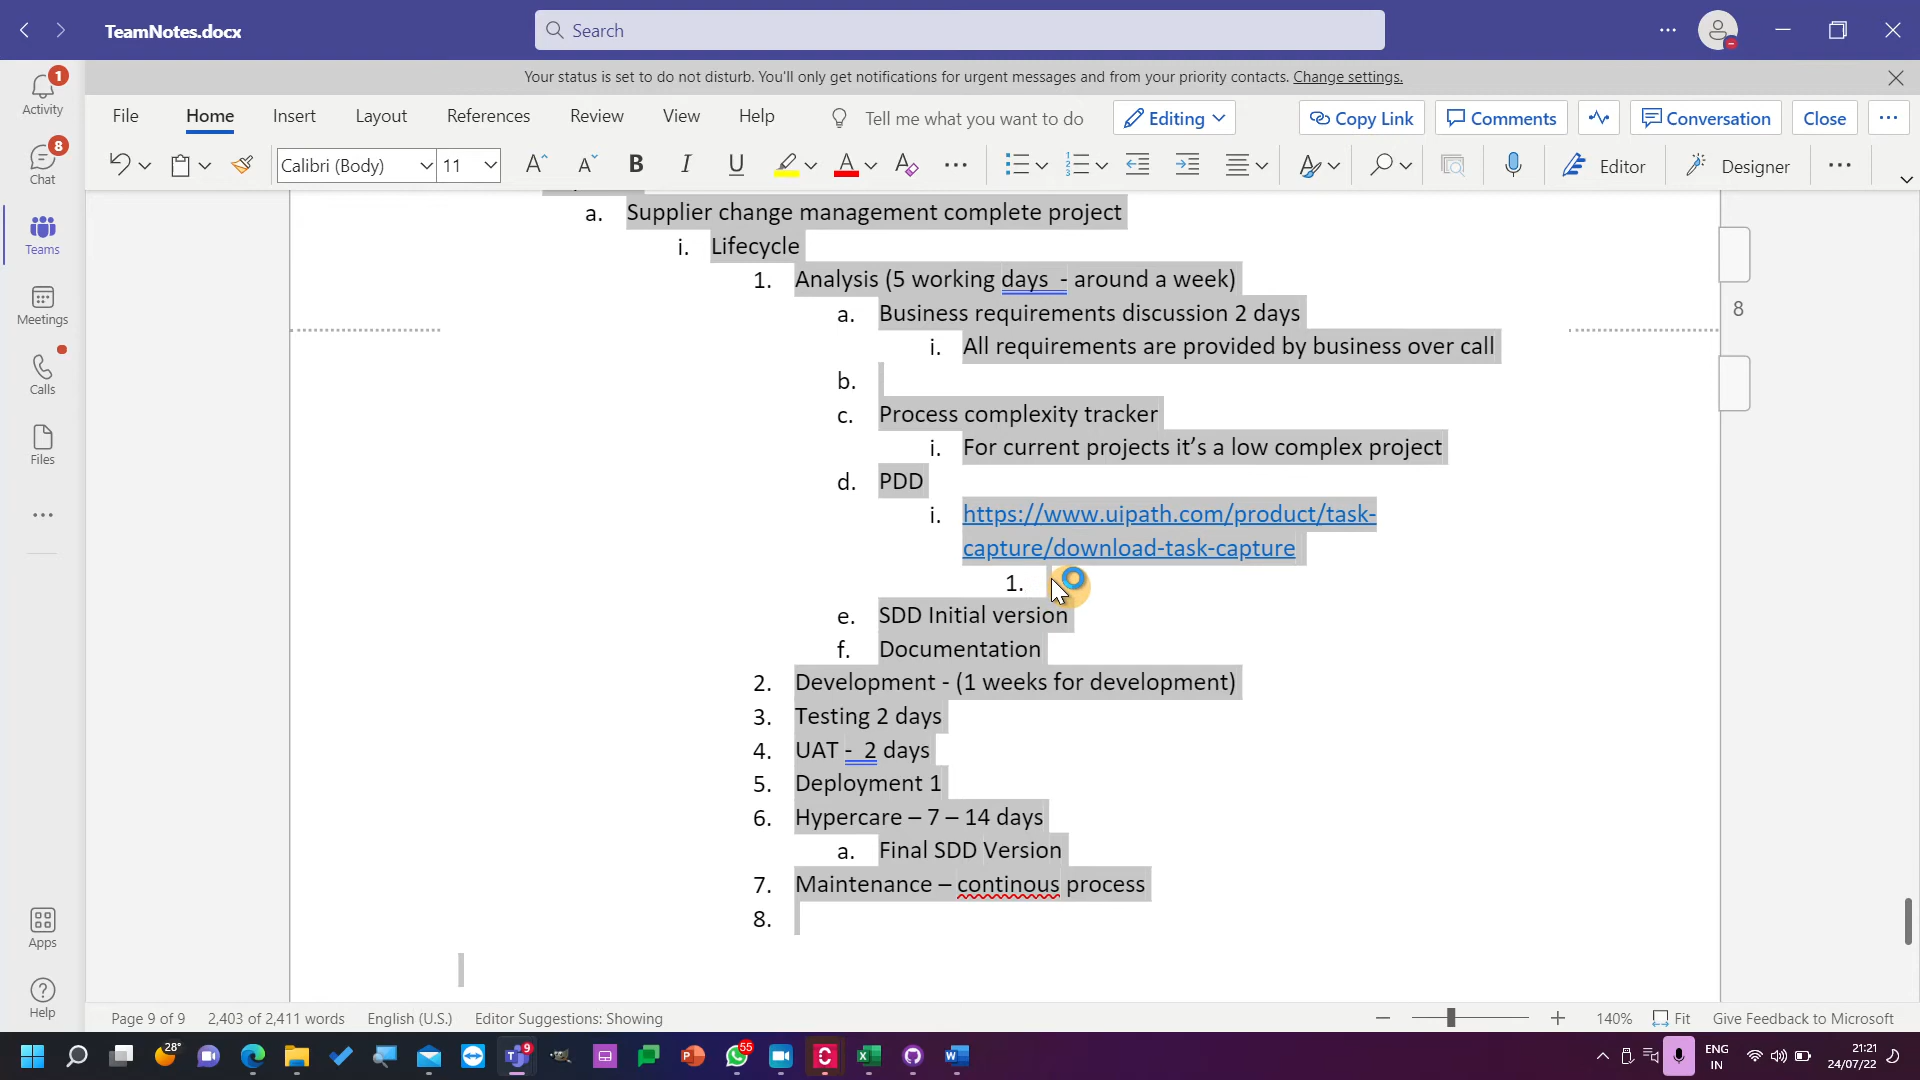 TeamNotes.docx
Search
Your status is set to do not disturb. You'll only get notifications for urgent messages and from your priority contacts. Change settings.
Activity
1
Chat
8
Teams
Meetings
Calls
Files
Apps
Help
File Home Insert Layout References Review View Help Tell me what you want to do Editing Copy Link Comments Conversation Close
Calibri (Body) 11 A A B I U A A Editor Designer
a. Supplier change management complete project
i. Lifecycle
1. Analysis (5 working days - around a week)
a. Business requirements discussion 2 days
8
i. All requirements are provided by business over call
b.
c. Process complexity tracker
i. For current projects it's a low complex project
d. PDD
i. https://www.uipath.com/product/task-
capture/download-task-capture
1.
e. SDD Initial version
f. Documentation
2. Development - (1 weeks for development)
3. Testing 2 days
4. UAT - 2 days
5. Deployment 1
6. Hypercare – 7 – 14 days
a. Final SDD Version
7. Maintenance – continous process
8.
Page 9 of 9 2,403 of 2,411 words English (U.S.) Editor Suggestions: Showing 140% Fit Give Feedback to Microsoft
28° 9 55 ENG IN 21:21 24/07/22